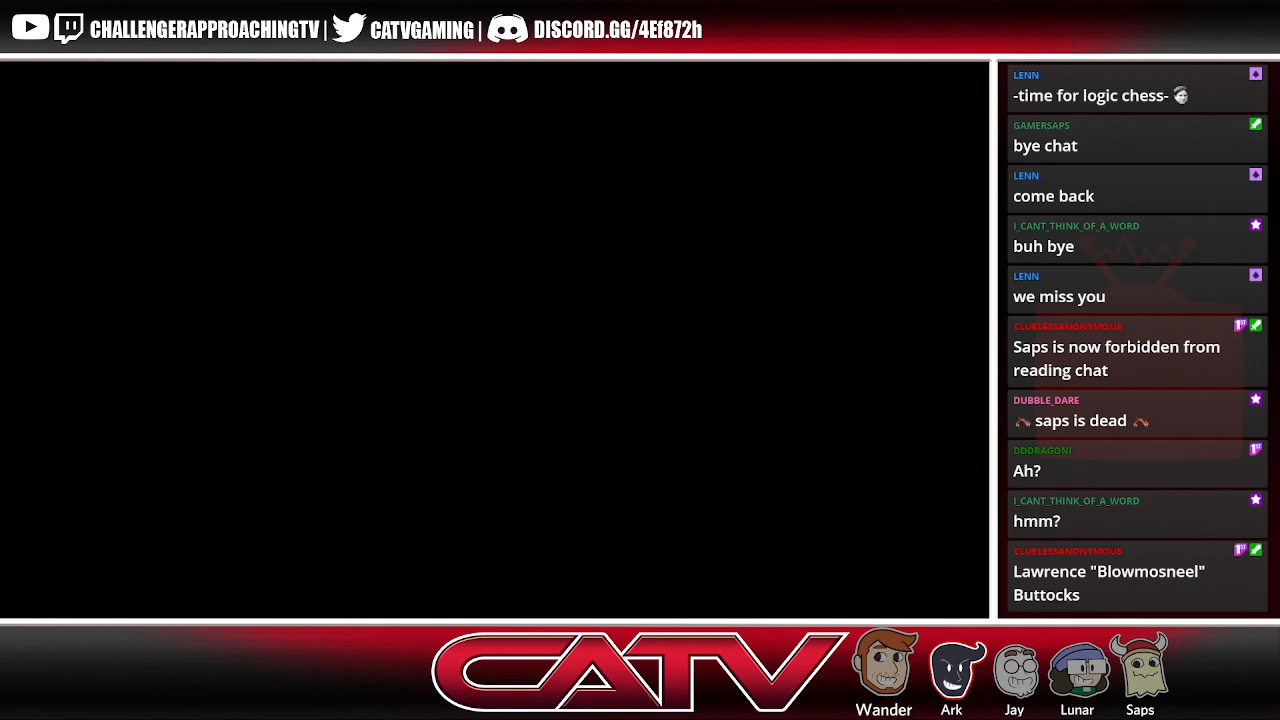 CHALLENGERAPPROACHINGTV | CATVGAMING | DISCORD.GG/4Ef872h
LENN
-time for logic chess-
GAMERSAPS
bye chat
LENN
come back
I_CANT_THINK_OF_A_WORD
buh bye
LENN
we miss you
CLUBLESSANONYMOUS
Saps is now forbidden from
reading chat
DUBBLE_DARE
saps is dead
DDDRAGONI
Ah?
I_CANT_THINK_OF_A_WORD
hmm?
CLUBLESSANONYMOUS
Lawrence "Blowmosneel"
Buttocks
CATV
Wander Ark Jay Lunar Saps